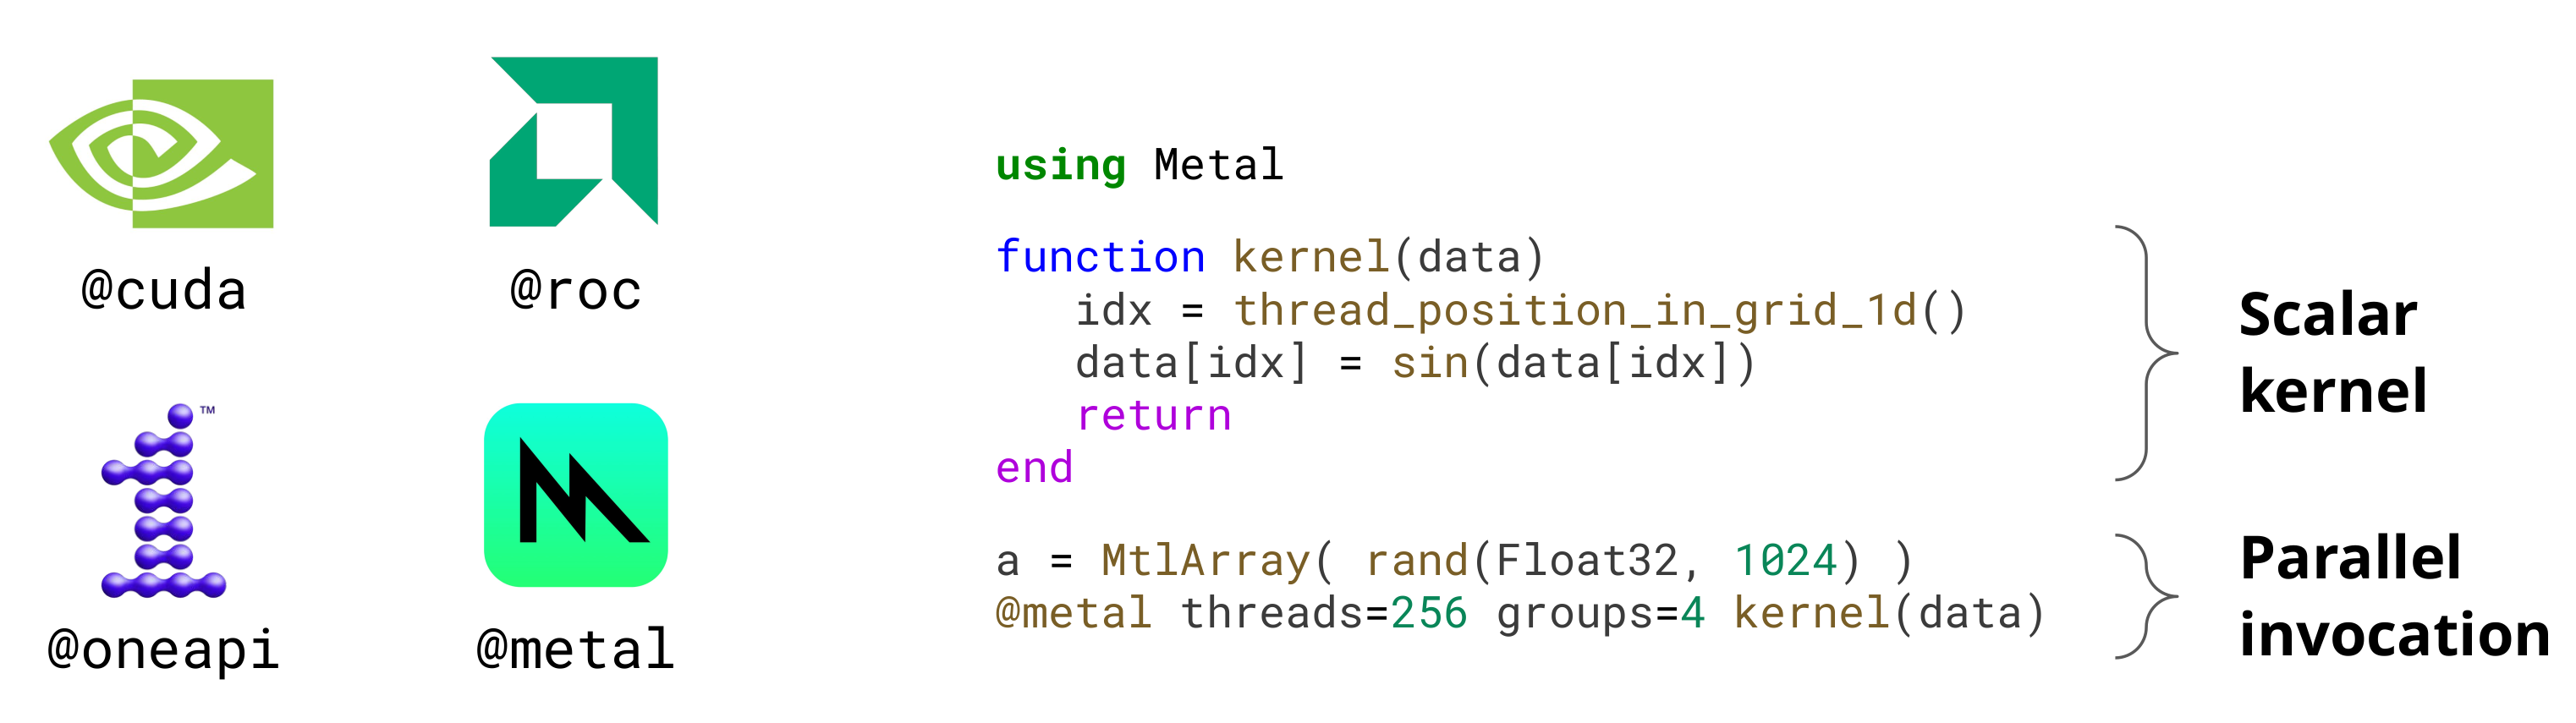 @cuda
@roc
™
@oneapi
@metal
using Metal
function kernel(data)
    idx = thread_position_in_grid_1d()
    data[idx] = sin(data[idx])
    return
end
a = MtlArray( rand(Float32, 1024) )
@metal threads=256 groups=4 kernel(data)
Scalar
kernel
Parallel
invocation